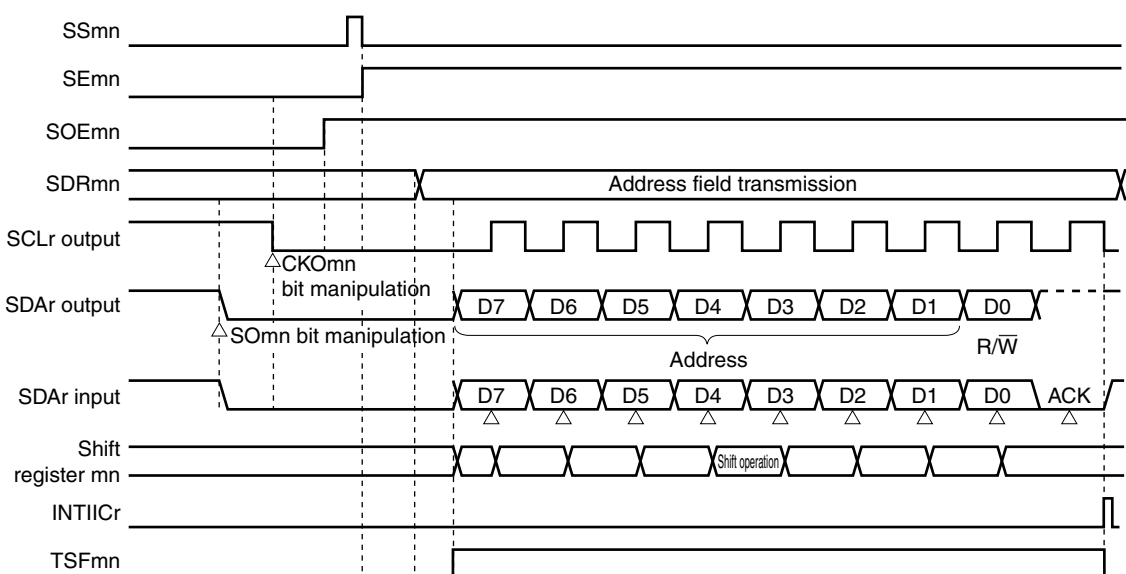 SSmn
SEmn
SOEmn
SDRmn
Address field transmission
SCLr output
CKOmn
bit manipulation
SDAr output
D7 D6 D5 D4 D3 D2 D1 D0
SOmn bit manipulation
Address
R/W̅
SDAr input
D7 D6 D5 D4 D3 D2 D1 D0 ACK
Shift
register mn
Shift operation
INTIICr
TSFmn